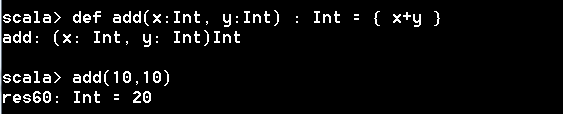 scala> def add(x:Int, y:Int) : Int = { x+y }
add: (x: Int, y: Int)Int
scala> add(10,10)
res60: Int = 20